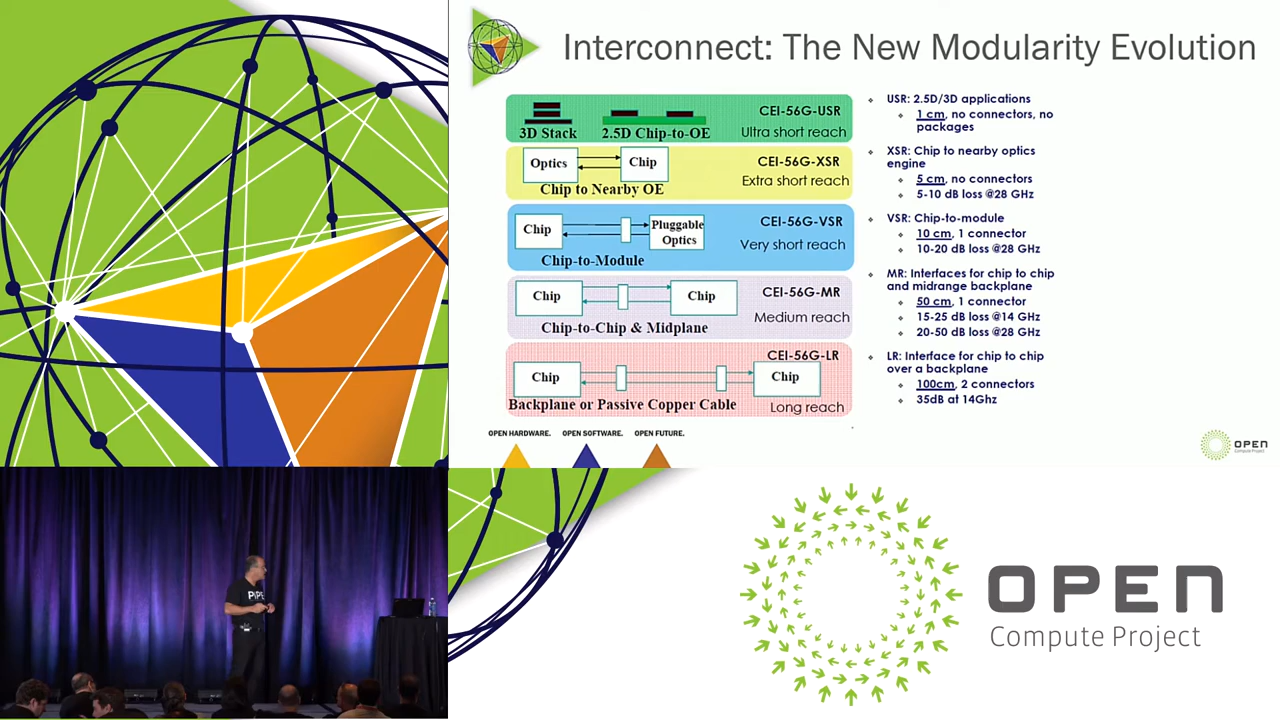 Interconnect: The New Modularity Evolution
3D Stack
2.5D Chip-to-OE
CEI-56G-USR
Ultra short reach
Optics
Chip
Chip to Nearby OE
CEI-56G-XSR
Extra short reach
Chip
Pluggable
Optics
Chip-to-Module
CEI-56G-VSR
Very short reach
Chip
Chip
Chip-to-Chip & Midplane
CEI-56G-MR
Medium reach
CEI-56G-LR
Chip
Chip
Backplane or Passive Copper Cable
Long reach
USR: 2.5D/3D applications
1 cm, no connectors, no
packages
XSR: Chip to nearby optics
engine
5 cm, no connectors
5-10 dB loss @28 GHz
VSR: Chip-to-module
10 cm, 1 connector
10-20 dB loss @28 GHz
MR: Interfaces for chip to chip
and midrange backplane
50 cm, 1 connector
15-25 dB loss @14 GHz
20-50 dB loss @28 GHz
LR: Interface for chip to chip
over a backplane
100cm, 2 connectors
35dB at 14Ghz
OPEN HARDWARE. OPEN SOFTWARE. OPEN FUTURE.
OPEN
Compute Project
OPEN
Compute Project